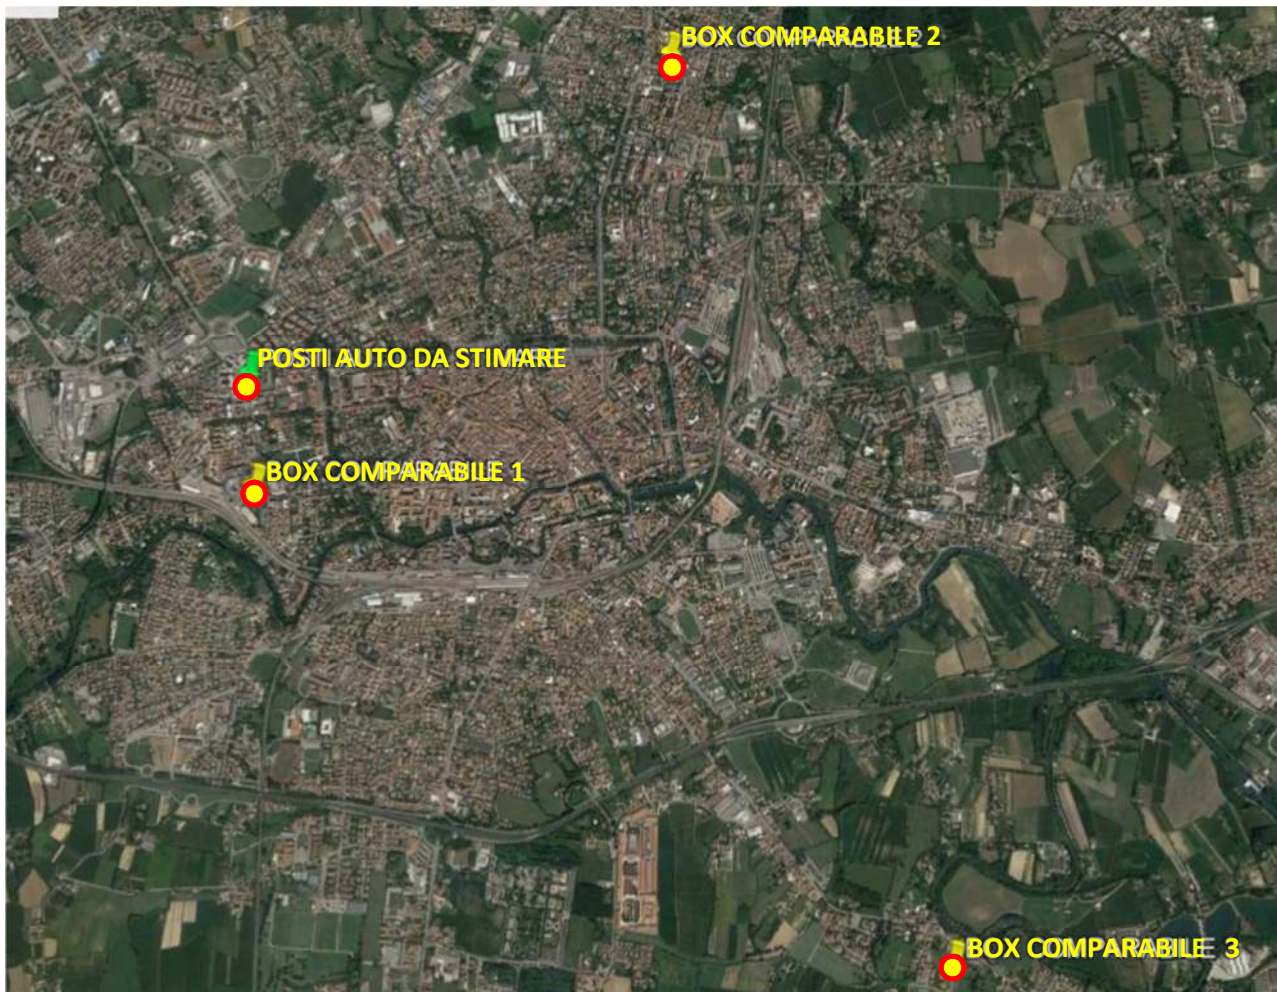 BOX COMPARABILE 2
POSTI AUTO DA STIMARE
BOX COMPARABILE 1
BOX COMPARABILE 3